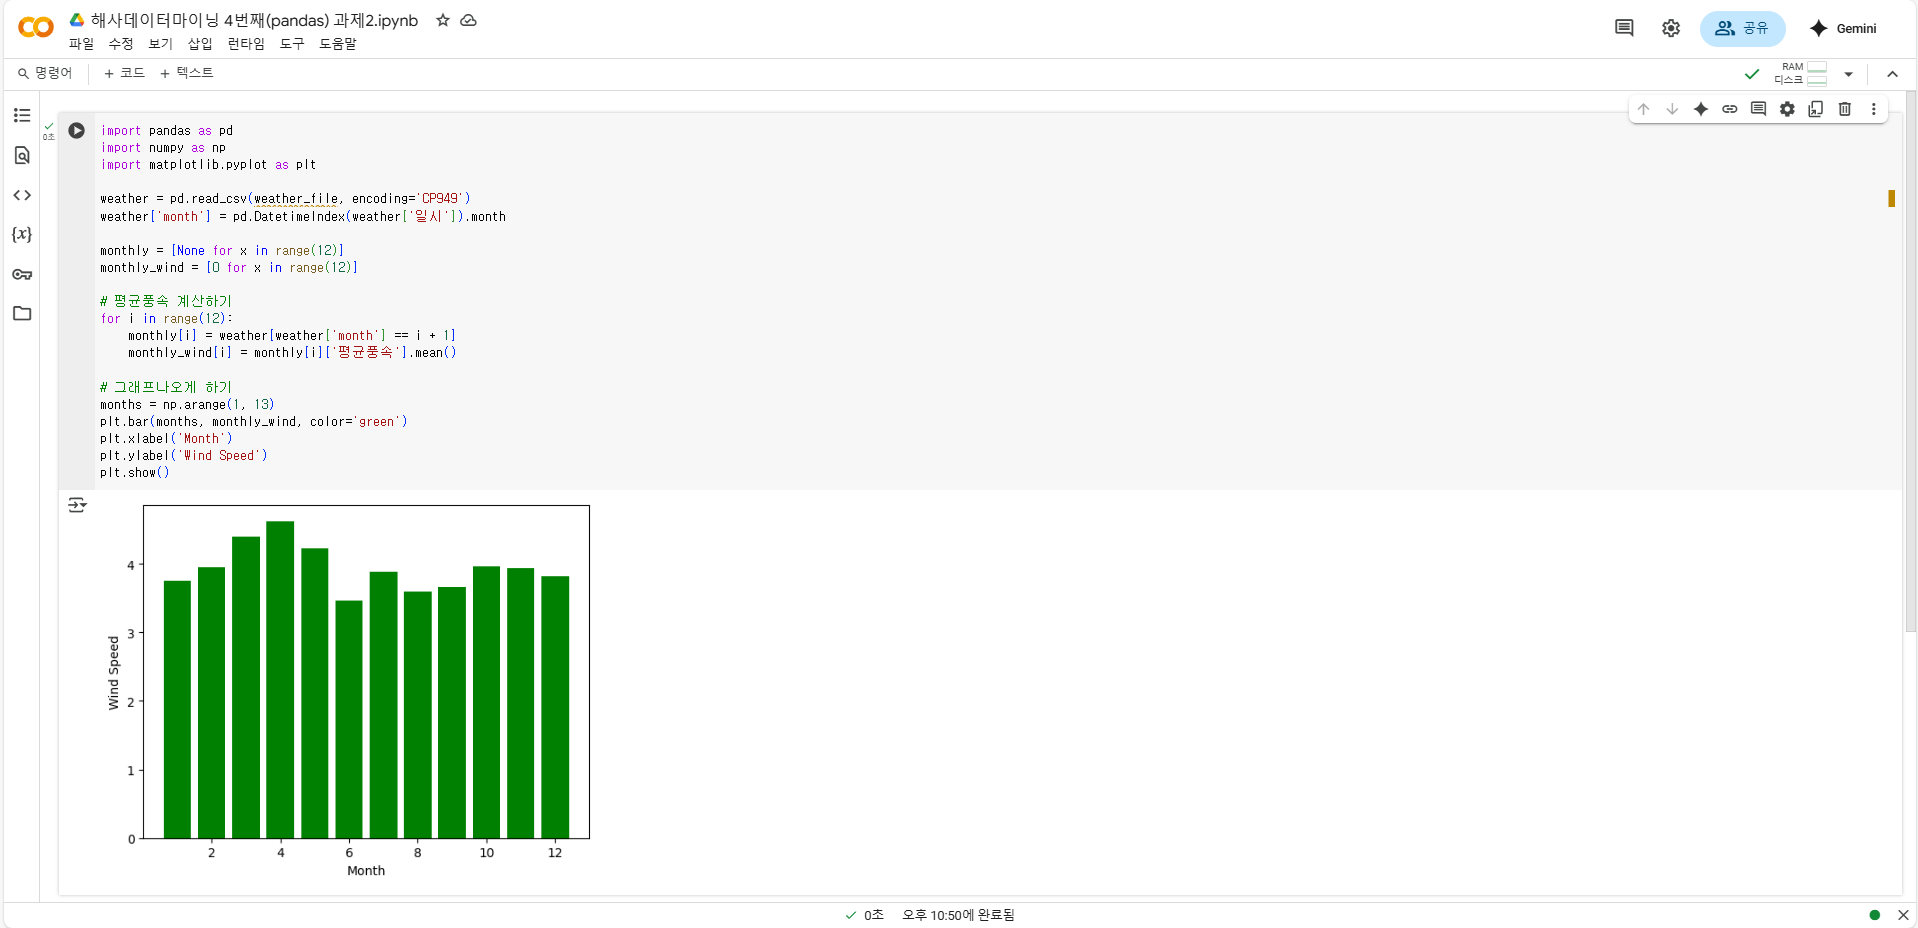 해사데이터마이닝 4번째(pandas) 과제2.ipynb
파일 수정 보기 삽입 런타임 도구 도움말
공유
Gemini
명령어 + 코드 + 텍스트
RAM
디스크
0초
import pandas as pd
import numpy as np
import matplotlib.pyplot as plt
weather = pd.read_csv(weather_file, encoding='CP949')
weather['month'] = pd.DatetimeIndex(weather['일시']).month
monthly = [None for x in range(12)]
monthly_wind = [0 for x in range(12)]
# 평균풍속 계산하기
for i in range(12):
    monthly[i] = weather[weather['month'] == i + 1]
    monthly_wind[i] = monthly[i]['평균풍속'].mean()
# 그래프나오게 하기
months = np.arange(1, 13)
plt.bar(months, monthly_wind, color='green')
plt.xlabel('Month')
plt.ylabel('Wind Speed')
plt.show()
4
3
2
1
0
Wind Speed
2 4 6 8 10 12
Month
0초 오후 10:50에 완료됨